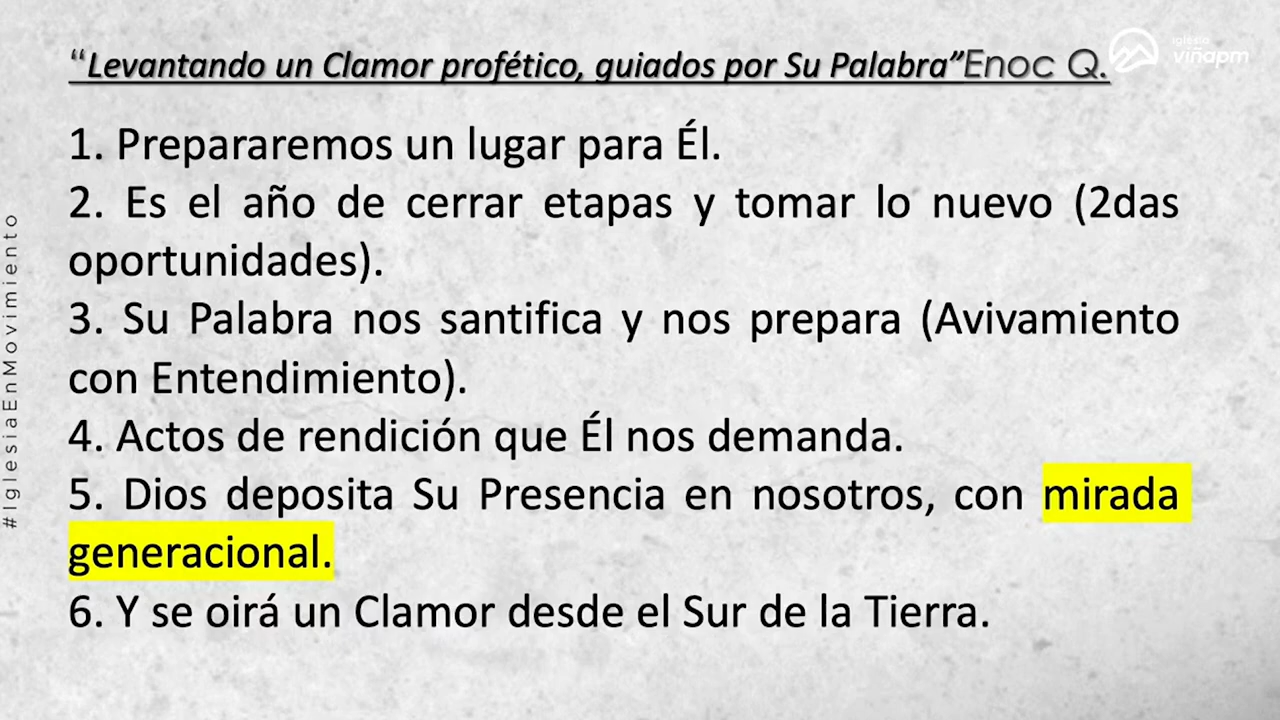 “Levantando un Clamor profético, guiados por Su Palabra”Enoc Q.
iglesia
viñapm
1. Prepararemos un lugar para Él.
2. Es el año de cerrar etapas y tomar lo nuevo (2das
oportunidades).
3. Su Palabra nos santifica y nos prepara (Avivamiento
con Entendimiento).
4. Actos de rendición que Él nos demanda.
5. Dios deposita Su Presencia en nosotros, con mirada
generacional.
6. Y se oirá un Clamor desde el Sur de la Tierra.
#IglesiaEnMovimiento